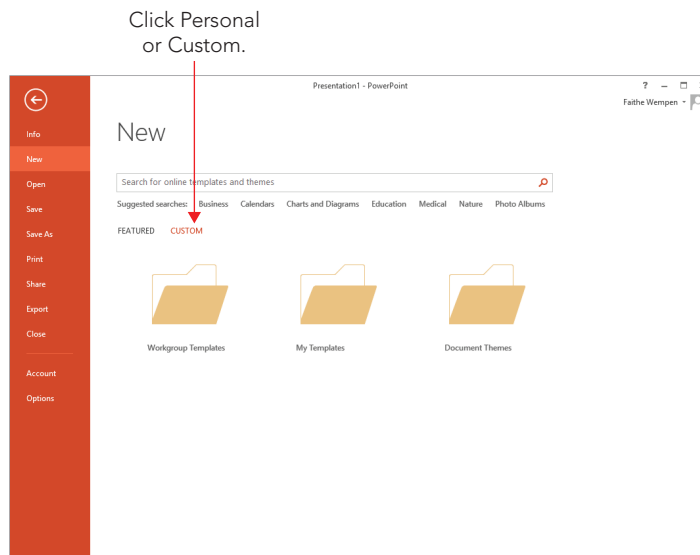 Click Personal
or Custom.
Presentation1 - PowerPoint
?
Faithe Wempen
Info
New
Open
Save
Save As
Print
Share
Export
Close
Account
Options
New
Search for online templates and themes
Suggested searches: Business Calendars Charts and Diagrams Education Medical Nature Photo Albums
FEATURED CUSTOM
Workgroup Templates My Templates Document Themes